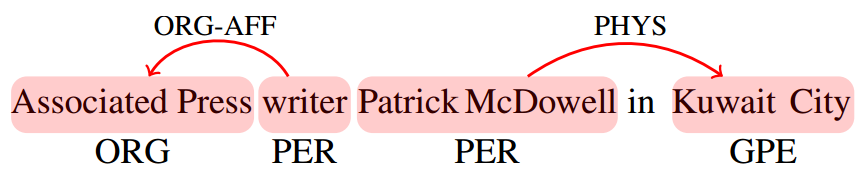 ORG-AFF PHYS
Associated Press writer Patrick McDowell in Kuwait City
ORG PER PER GPE